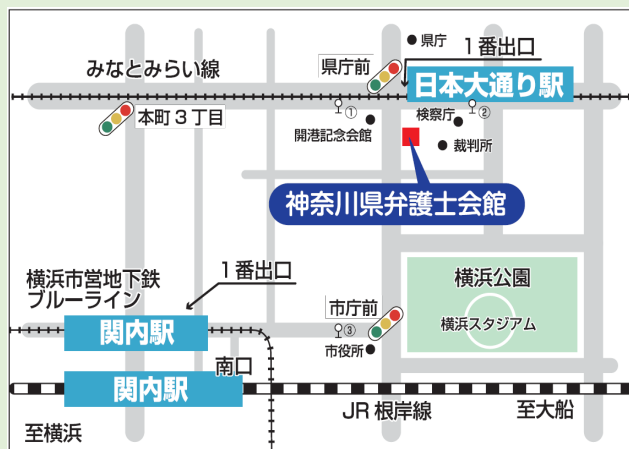 県庁
1番出口
県庁前
みなとみらい線
日本大通り駅
本町3丁目
①
開港記念会館
検察庁
②
裁判所
神奈川県弁護士会館
横浜市営地下鉄
ブルーライン
1番出口
横浜公園
市庁前
横浜スタジアム
関内駅
③
市役所
南口
関内駅
JR根岸線
至大船
至横浜